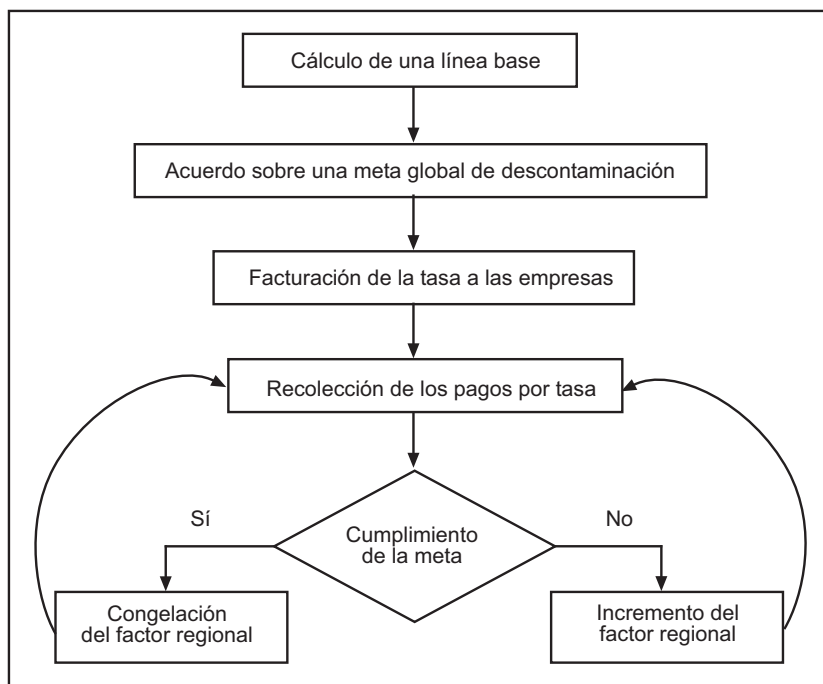 Cálculo de una línea base
Acuerdo sobre una meta global de descontaminación
Facturación de la tasa a las empresas
Recolección de los pagos por tasa
Sí
No
Cumplimiento
de la meta
Congelación
del factor regional
Incremento del
factor regional